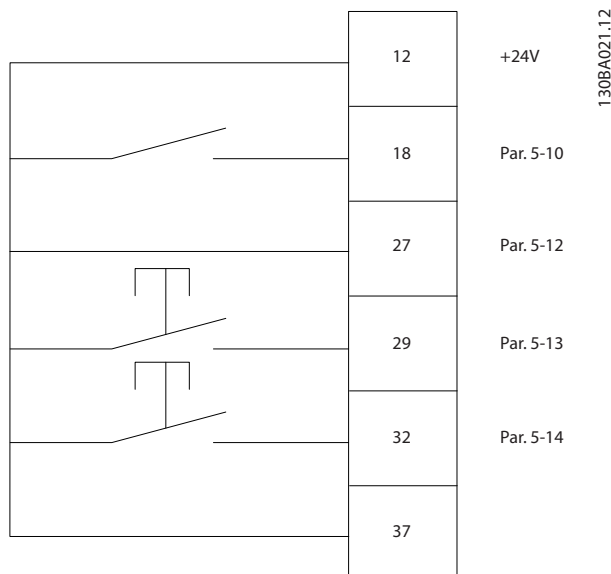 130BA021.12
12 +24V
18 Par. 5-10
27 Par. 5-12
29 Par. 5-13
32 Par. 5-14
37